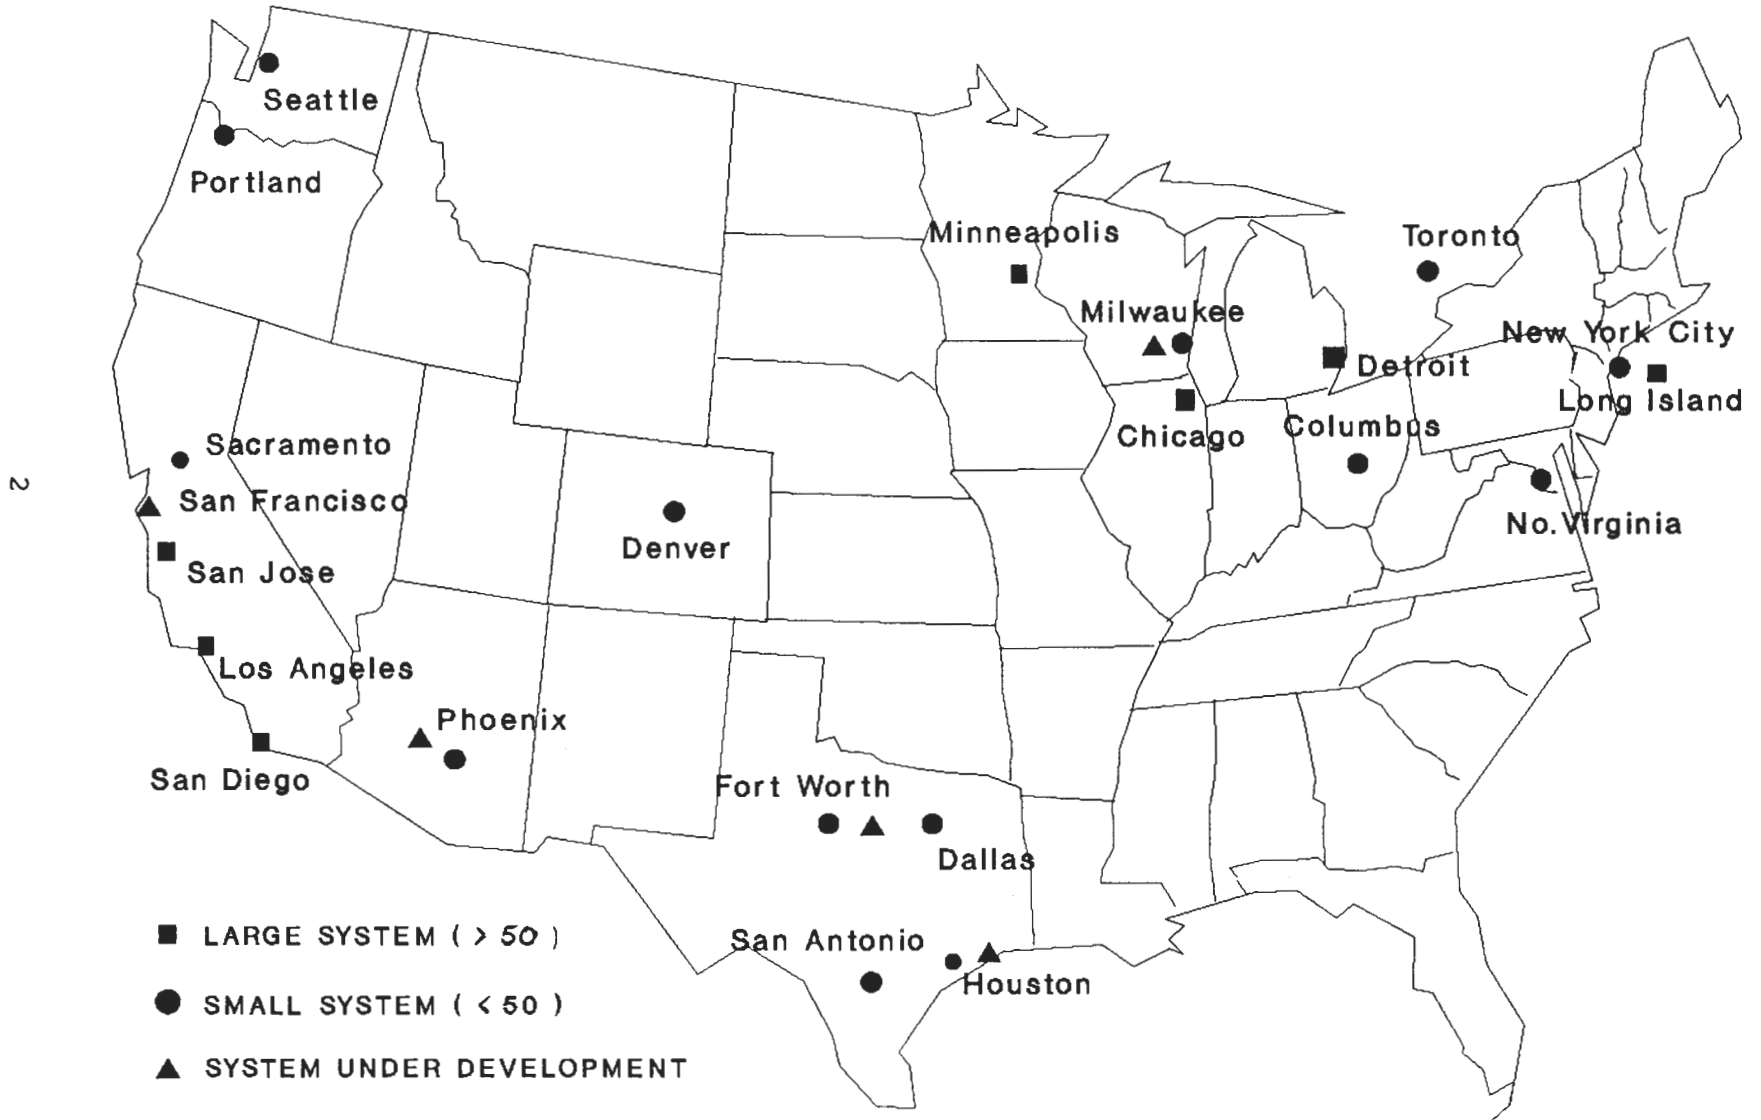 Seattle
Portland
Minneapolis
Toronto
Milwaukee
New York City
Detroit
Long Island
Chicago
Columbus
Sacramento
San Francisco
2
No. Virginia
Denver
San Jose
Los Angeles
Phoenix
San Diego
Fort Worth
Dallas
San Antonio
Houston
LARGE SYSTEM ( > 50 )
SMALL SYSTEM ( < 50 )
SYSTEM UNDER DEVELOPMENT